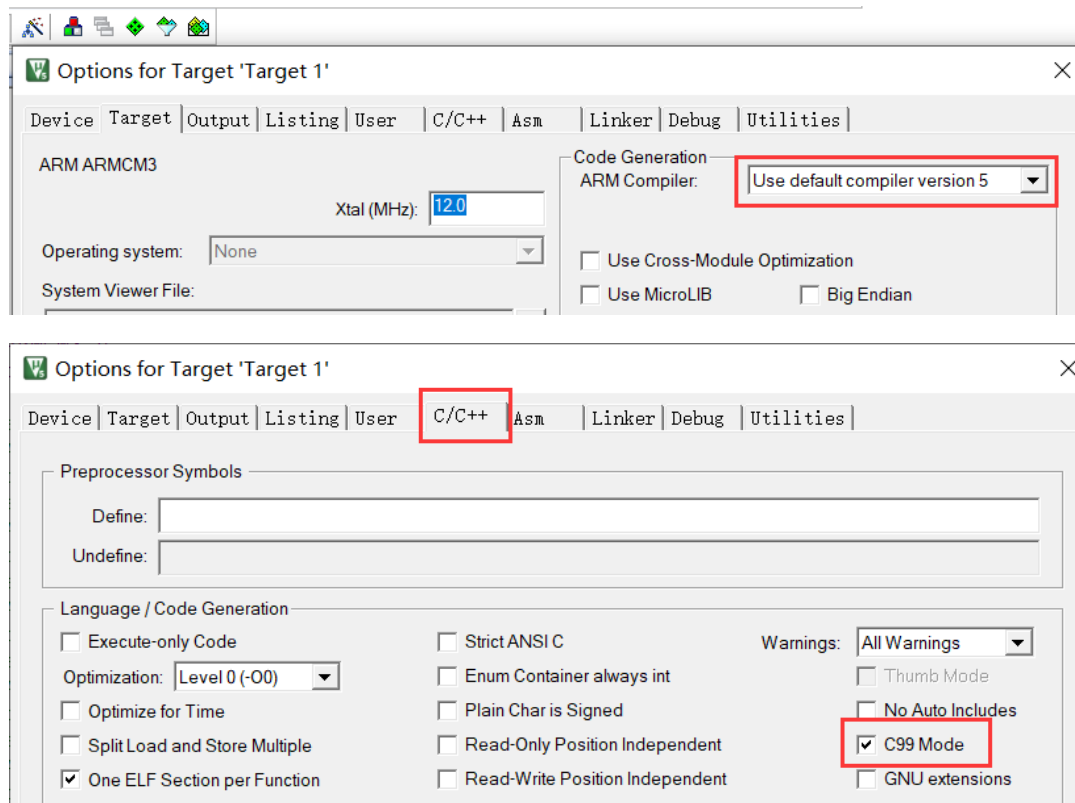 Options for Target 'Target 1'
Device Target Output Listing User C/C++ Asm Linker Debug Utilities
ARM ARMCM3
Code Generation
ARM Compiler: Use default compiler version 5
Xtal (MHz): 12.0
Operating system: None
Use Cross-Module Optimization
System Viewer File:
Use MicroLIB Big Endian
Options for Target 'Target 1'
Device Target Output Listing User C/C++ Asm Linker Debug Utilities
Preprocessor Symbols
Define:
Undefine:
Language / Code Generation
Execute-only Code Strict ANSI C Warnings: All Warnings
Optimization: Level 0 (-O0) Enum Container always int Thumb Mode
Optimize for Time Plain Char is Signed No Auto Includes
Split Load and Store Multiple Read-Only Position Independent C99 Mode
One ELF Section per Function Read-Write Position Independent GNU extensions